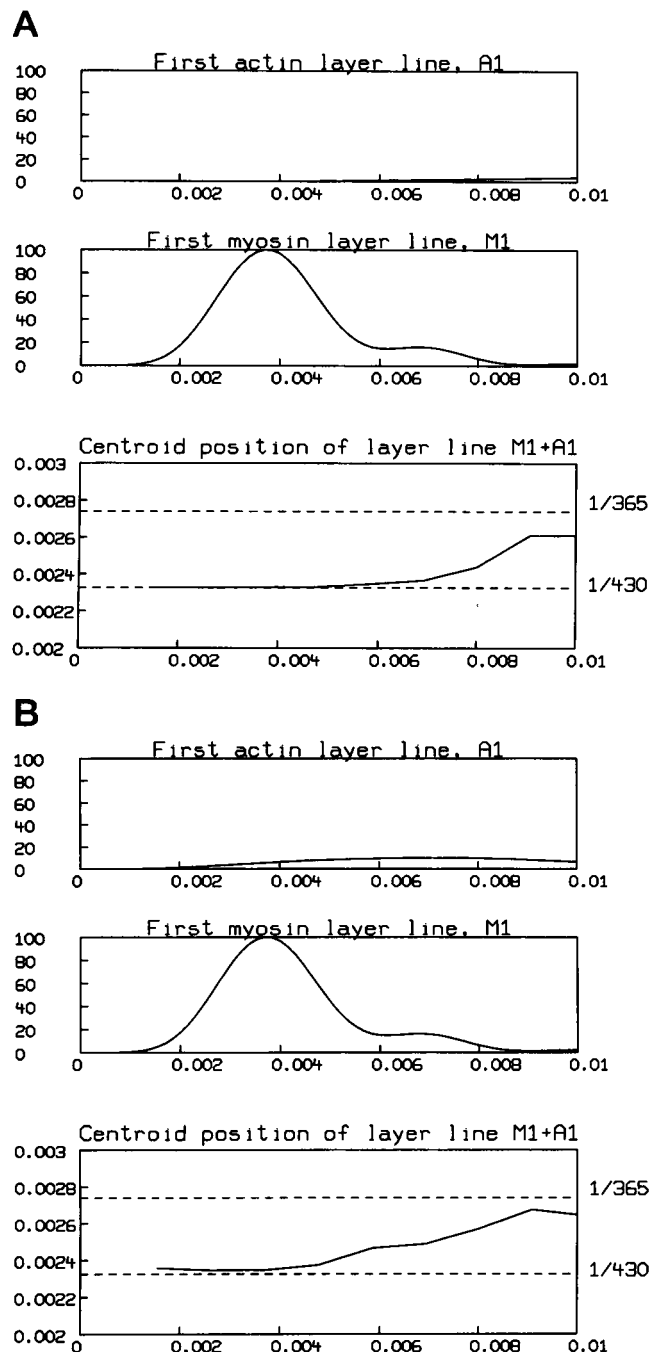 A
First actin layer line, A1
100
80
60
40
20
0
0 0.002 0.004 0.006 0.008 0.01
First myosin layer line, M1
100
80
60
40
20
0
0 0.002 0.004 0.006 0.008 0.01
Centroid position of layer line M1+A1
0.003
0.0028 1/365
0.0026
0.0024 1/430
0.0022
0.002
0 0.002 0.004 0.006 0.008 0.01
B
First actin layer line, A1
100
80
60
40
20
0
0 0.002 0.004 0.006 0.008 0.01
First myosin layer line, M1
100
80
60
40
20
0
0 0.002 0.004 0.006 0.008 0.01
Centroid position of layer line M1+A1
0.003
0.0028 1/365
0.0026
0.0024 1/430
0.0022
0.002
0 0.002 0.004 0.006 0.008 0.01